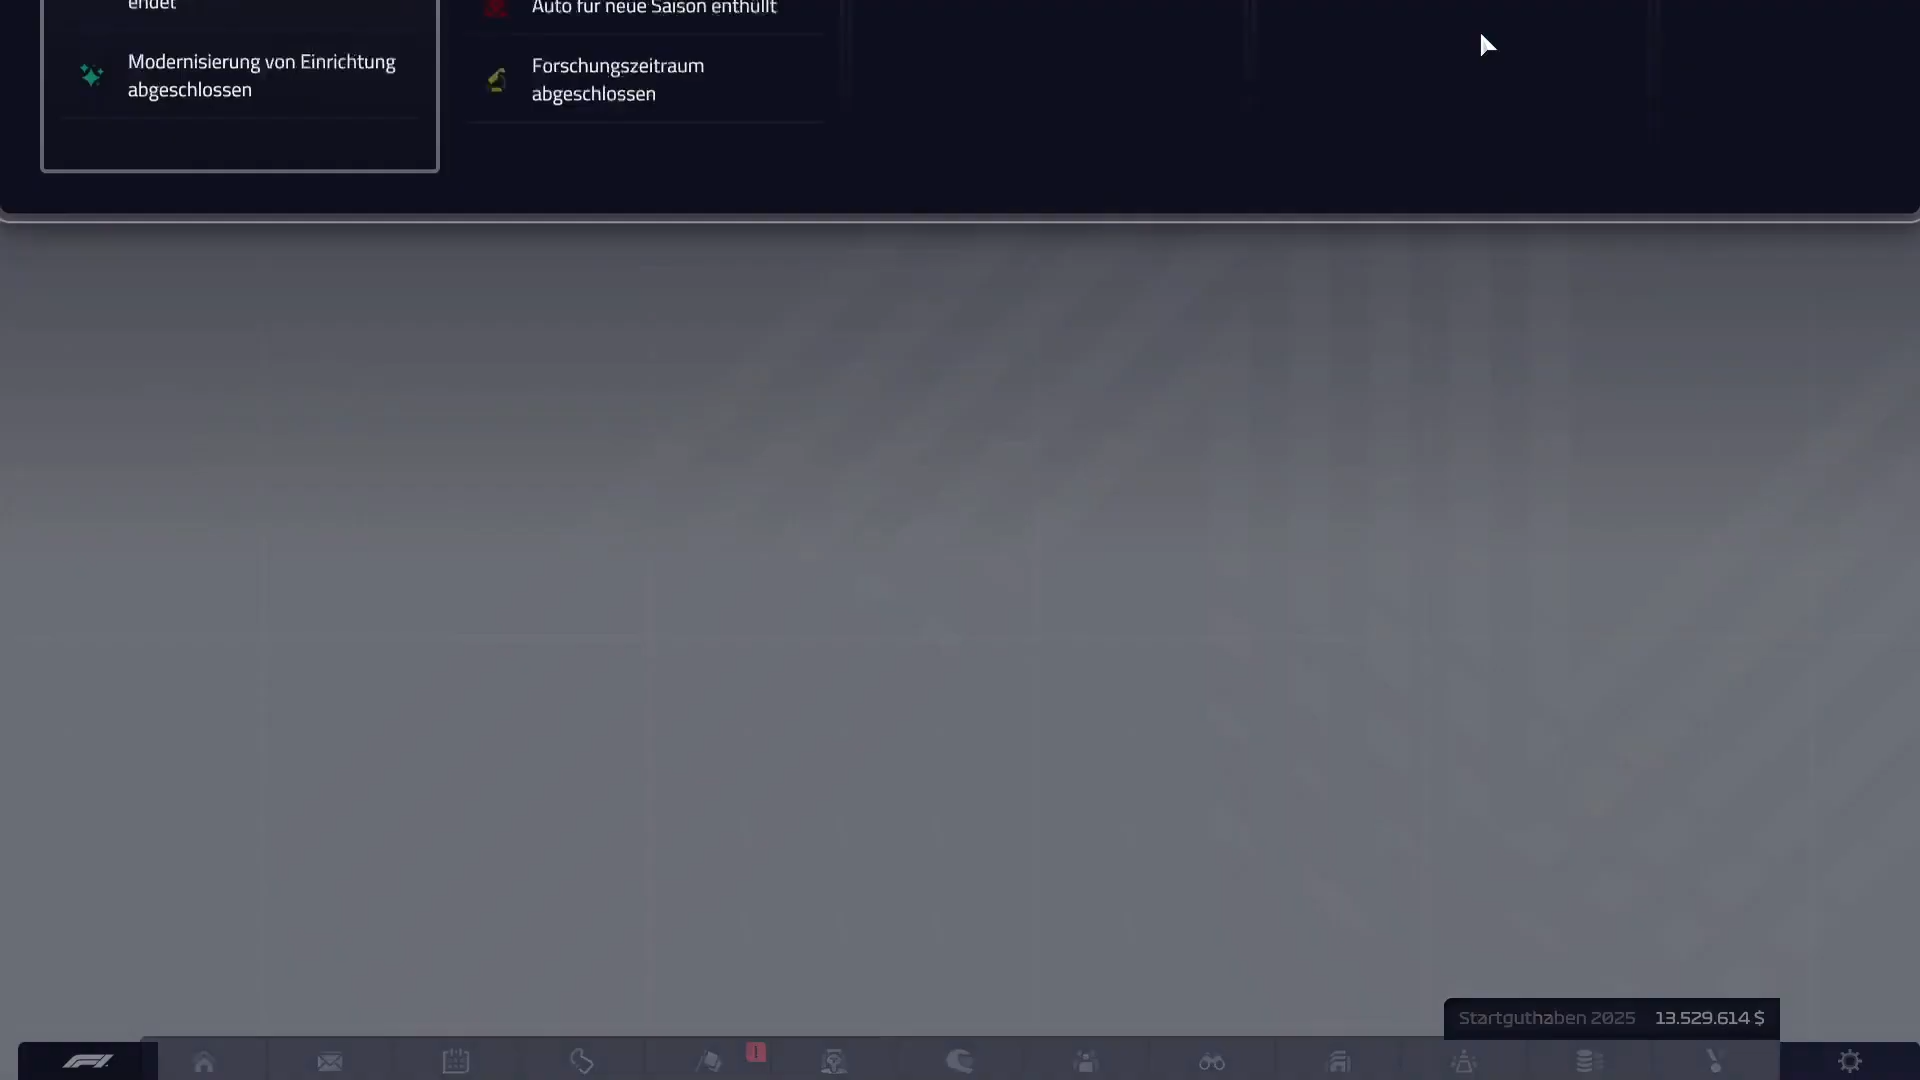 endet
Modernisierung von Einrichtung
abgeschlossen
Auto für neue Saison enthüllt
Forschungszeitraum
abgeschlossen
Startguthaben 2025 13.529.614 $